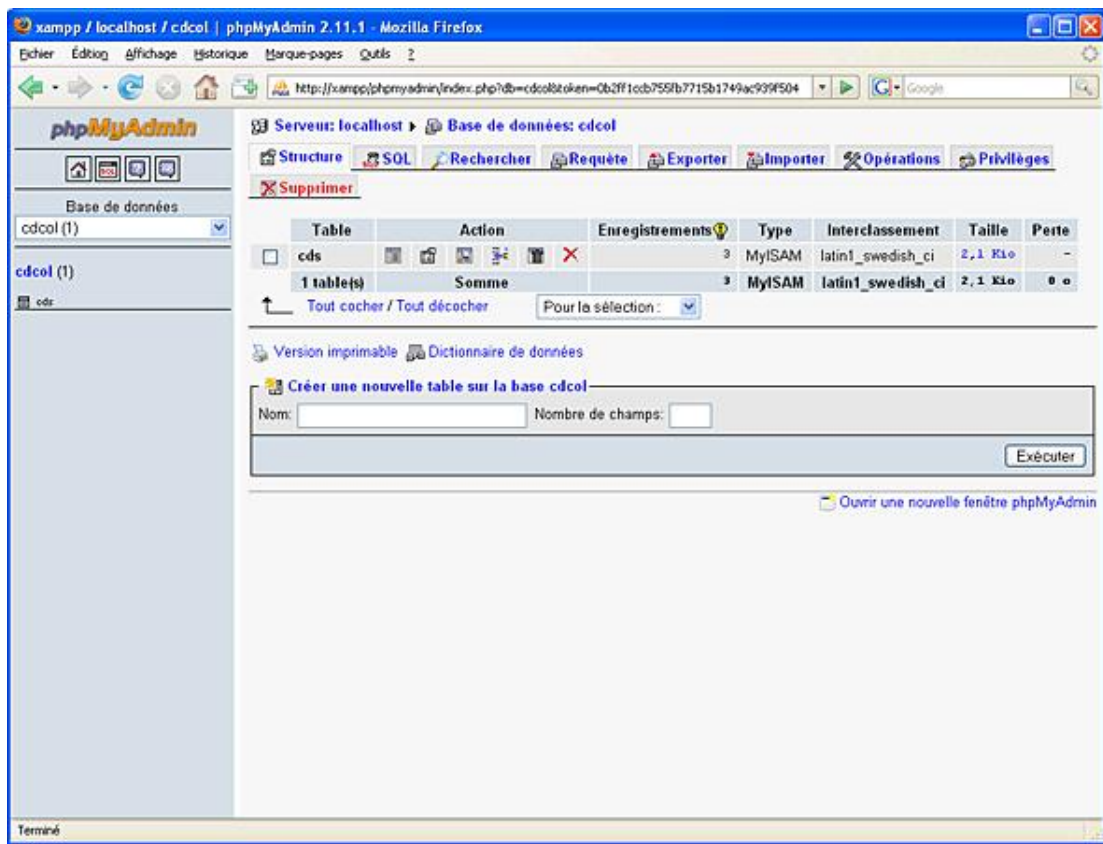 xampp / localhost / cdcol | phpMyAdmin 2.11.1 - Mozilla Firefox
Fichier Édition Affichage Historique Marque-pages Outils ?
http://xampp/phpmyadmin/index.php?db=cdcol&token=0b2ff1ccb755fb7715b1749ac939f504
Google
phpMyAdmin
Base de données
cdcol (1)
cdcol (1)
cds
Serveur: localhost Base de données: cdcol
Structure SQL Rechercher Requête Exporter Importer Opérations Privilèges
Supprimer
Table Action Enregistrements Type Interclassement Taille Perte
cds 3 MyISAM latin1_swedish_ci 2,1 Kio -
1 table(s) Somme 3 MyISAM latin1_swedish_ci 2,1 Kio 0 o
Tout cocher / Tout décocher Pour la sélection :
Version imprimable Dictionnaire de données
Créer une nouvelle table sur la base cdcol
Nom: Nombre de champs:
Exécuter
Ouvrir une nouvelle fenêtre phpMyAdmin
Terminé